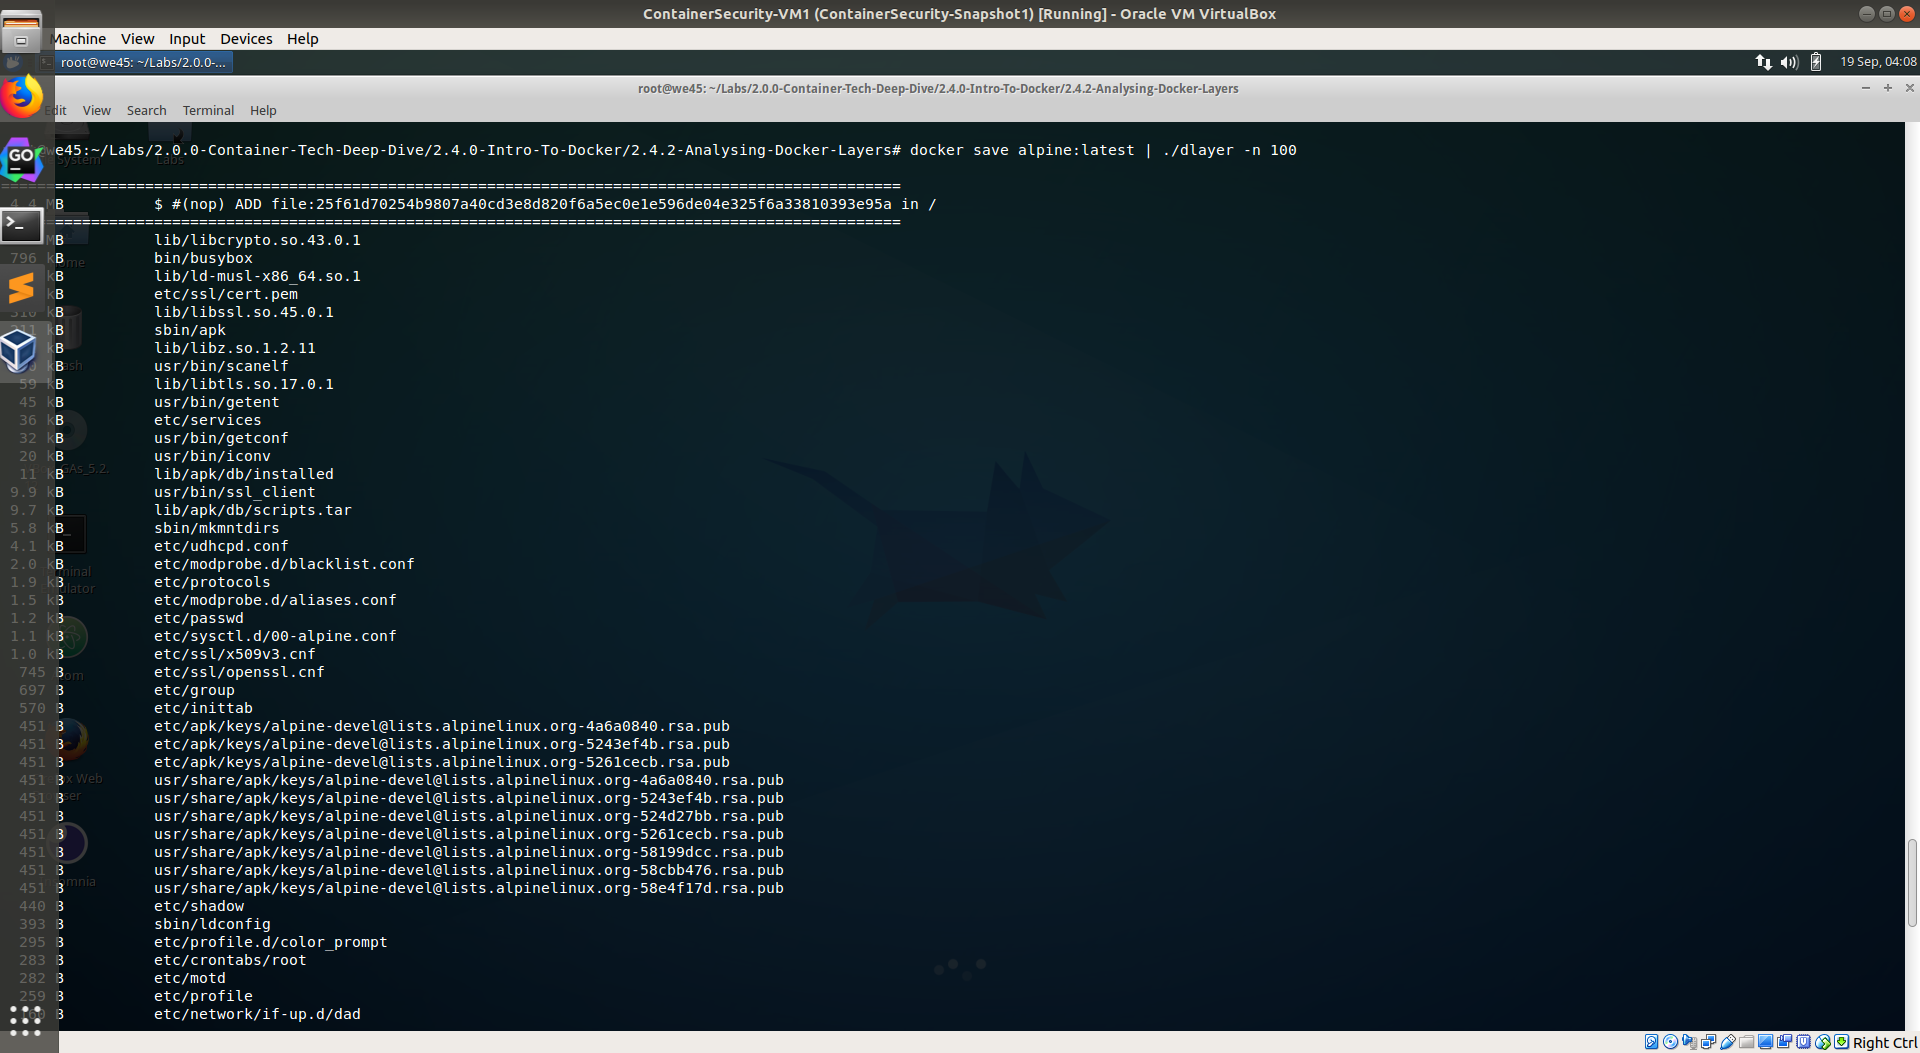 ContainerSecurity-VM1 (ContainerSecurity-Snapshot1) [Running] - Oracle VM VirtualBox
Machine View Input Devices Help
root@we45: ~/Labs/2.0.0-...
19 Sep, 04:08
root@we45: ~/Labs/2.0.0-Container-Tech-Deep-Dive/2.4.0-Intro-To-Docker/2.4.2-Analysing-Docker-Layers
Edit View Search Terminal Help
we45:~/Labs/2.0.0-Container-Tech-Deep-Dive/2.4.0-Intro-To-Docker/2.4.2-Analysing-Docker-Layers# docker save alpine:latest | ./dlayer -n 100
====================================================================================================
4.4 MB $ #(nop) ADD file:25f61d70254b9807a40cd3e8d820f6a5ec0e1e596de04e325f6a33810393e95a in /
====================================================================================================
MB lib/libcrypto.so.43.0.1
796 kB bin/busybox
kB lib/ld-musl-x86_64.so.1
kB etc/ssl/cert.pem
kB lib/libssl.so.45.0.1
kB sbin/apk
kB lib/libz.so.1.2.11
kB usr/bin/scanelf
59 kB lib/libtls.so.17.0.1
45 kB usr/bin/getent
36 kB etc/services
32 kB usr/bin/getconf
20 kB usr/bin/iconv
11 kB lib/apk/db/installed
9.9 kB usr/bin/ssl_client
9.7 kB lib/apk/db/scripts.tar
5.8 kB sbin/mkmntdirs
4.1 kB etc/udhcpd.conf
2.0 kB etc/modprobe.d/blacklist.conf
1.9 kB etc/protocols
1.5 kB etc/modprobe.d/aliases.conf
1.2 kB etc/passwd
1.1 kB etc/sysctl.d/00-alpine.conf
1.0 kB etc/ssl/x509v3.cnf
745 B etc/ssl/openssl.cnf
697 B etc/group
570 B etc/inittab
451 B etc/apk/keys/alpine-devel@lists.alpinelinux.org-4a6a0840.rsa.pub
451 B etc/apk/keys/alpine-devel@lists.alpinelinux.org-5243ef4b.rsa.pub
451 B etc/apk/keys/alpine-devel@lists.alpinelinux.org-5261cecb.rsa.pub
451 B usr/share/apk/keys/alpine-devel@lists.alpinelinux.org-4a6a0840.rsa.pub
451 B usr/share/apk/keys/alpine-devel@lists.alpinelinux.org-5243ef4b.rsa.pub
451 B usr/share/apk/keys/alpine-devel@lists.alpinelinux.org-524d27bb.rsa.pub
451 B usr/share/apk/keys/alpine-devel@lists.alpinelinux.org-5261cecb.rsa.pub
451 B usr/share/apk/keys/alpine-devel@lists.alpinelinux.org-58199dcc.rsa.pub
451 B usr/share/apk/keys/alpine-devel@lists.alpinelinux.org-58cbb476.rsa.pub
451 B usr/share/apk/keys/alpine-devel@lists.alpinelinux.org-58e4f17d.rsa.pub
440 B etc/shadow
393 B sbin/ldconfig
295 B etc/profile.d/color_prompt
283 B etc/crontabs/root
282 B etc/motd
259 B etc/profile
B etc/network/if-up.d/dad
Right Ctrl